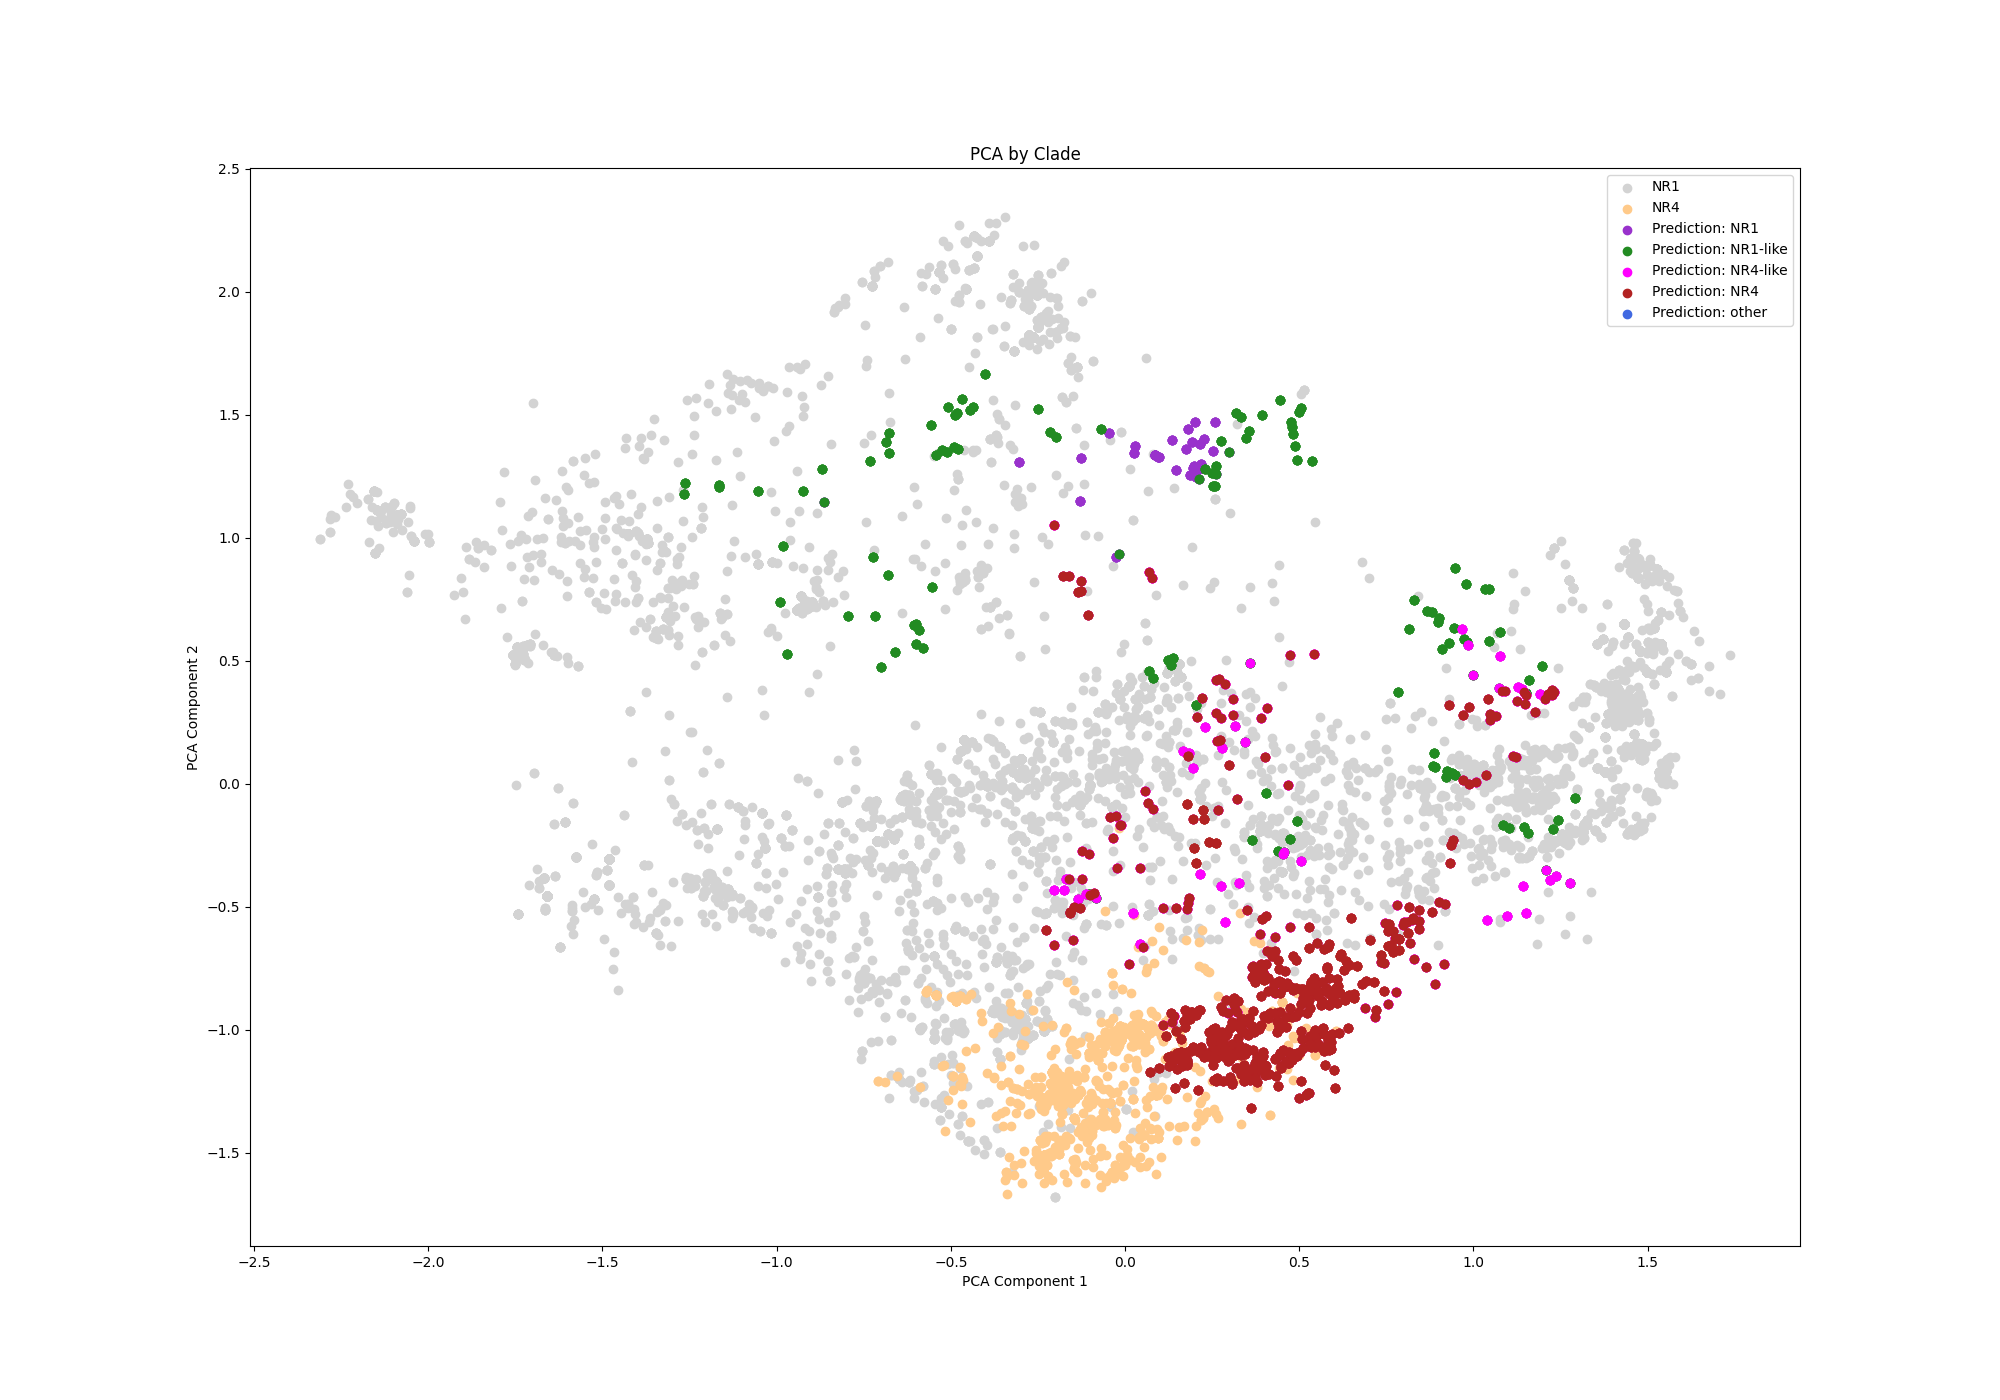 PCA by Clade
NR1
NR4
Prediction: NR1
Prediction: NR1-like
Prediction: NR4-like
Prediction: NR4
Prediction: other
PCA Component 2
2.5
2.0
1.5
1.0
0.5
0.0
−0.5
−1.0
−1.5
−2.5 −2.0 −1.5 −1.0 −0.5 0.0 0.5 1.0 1.5
PCA Component 1